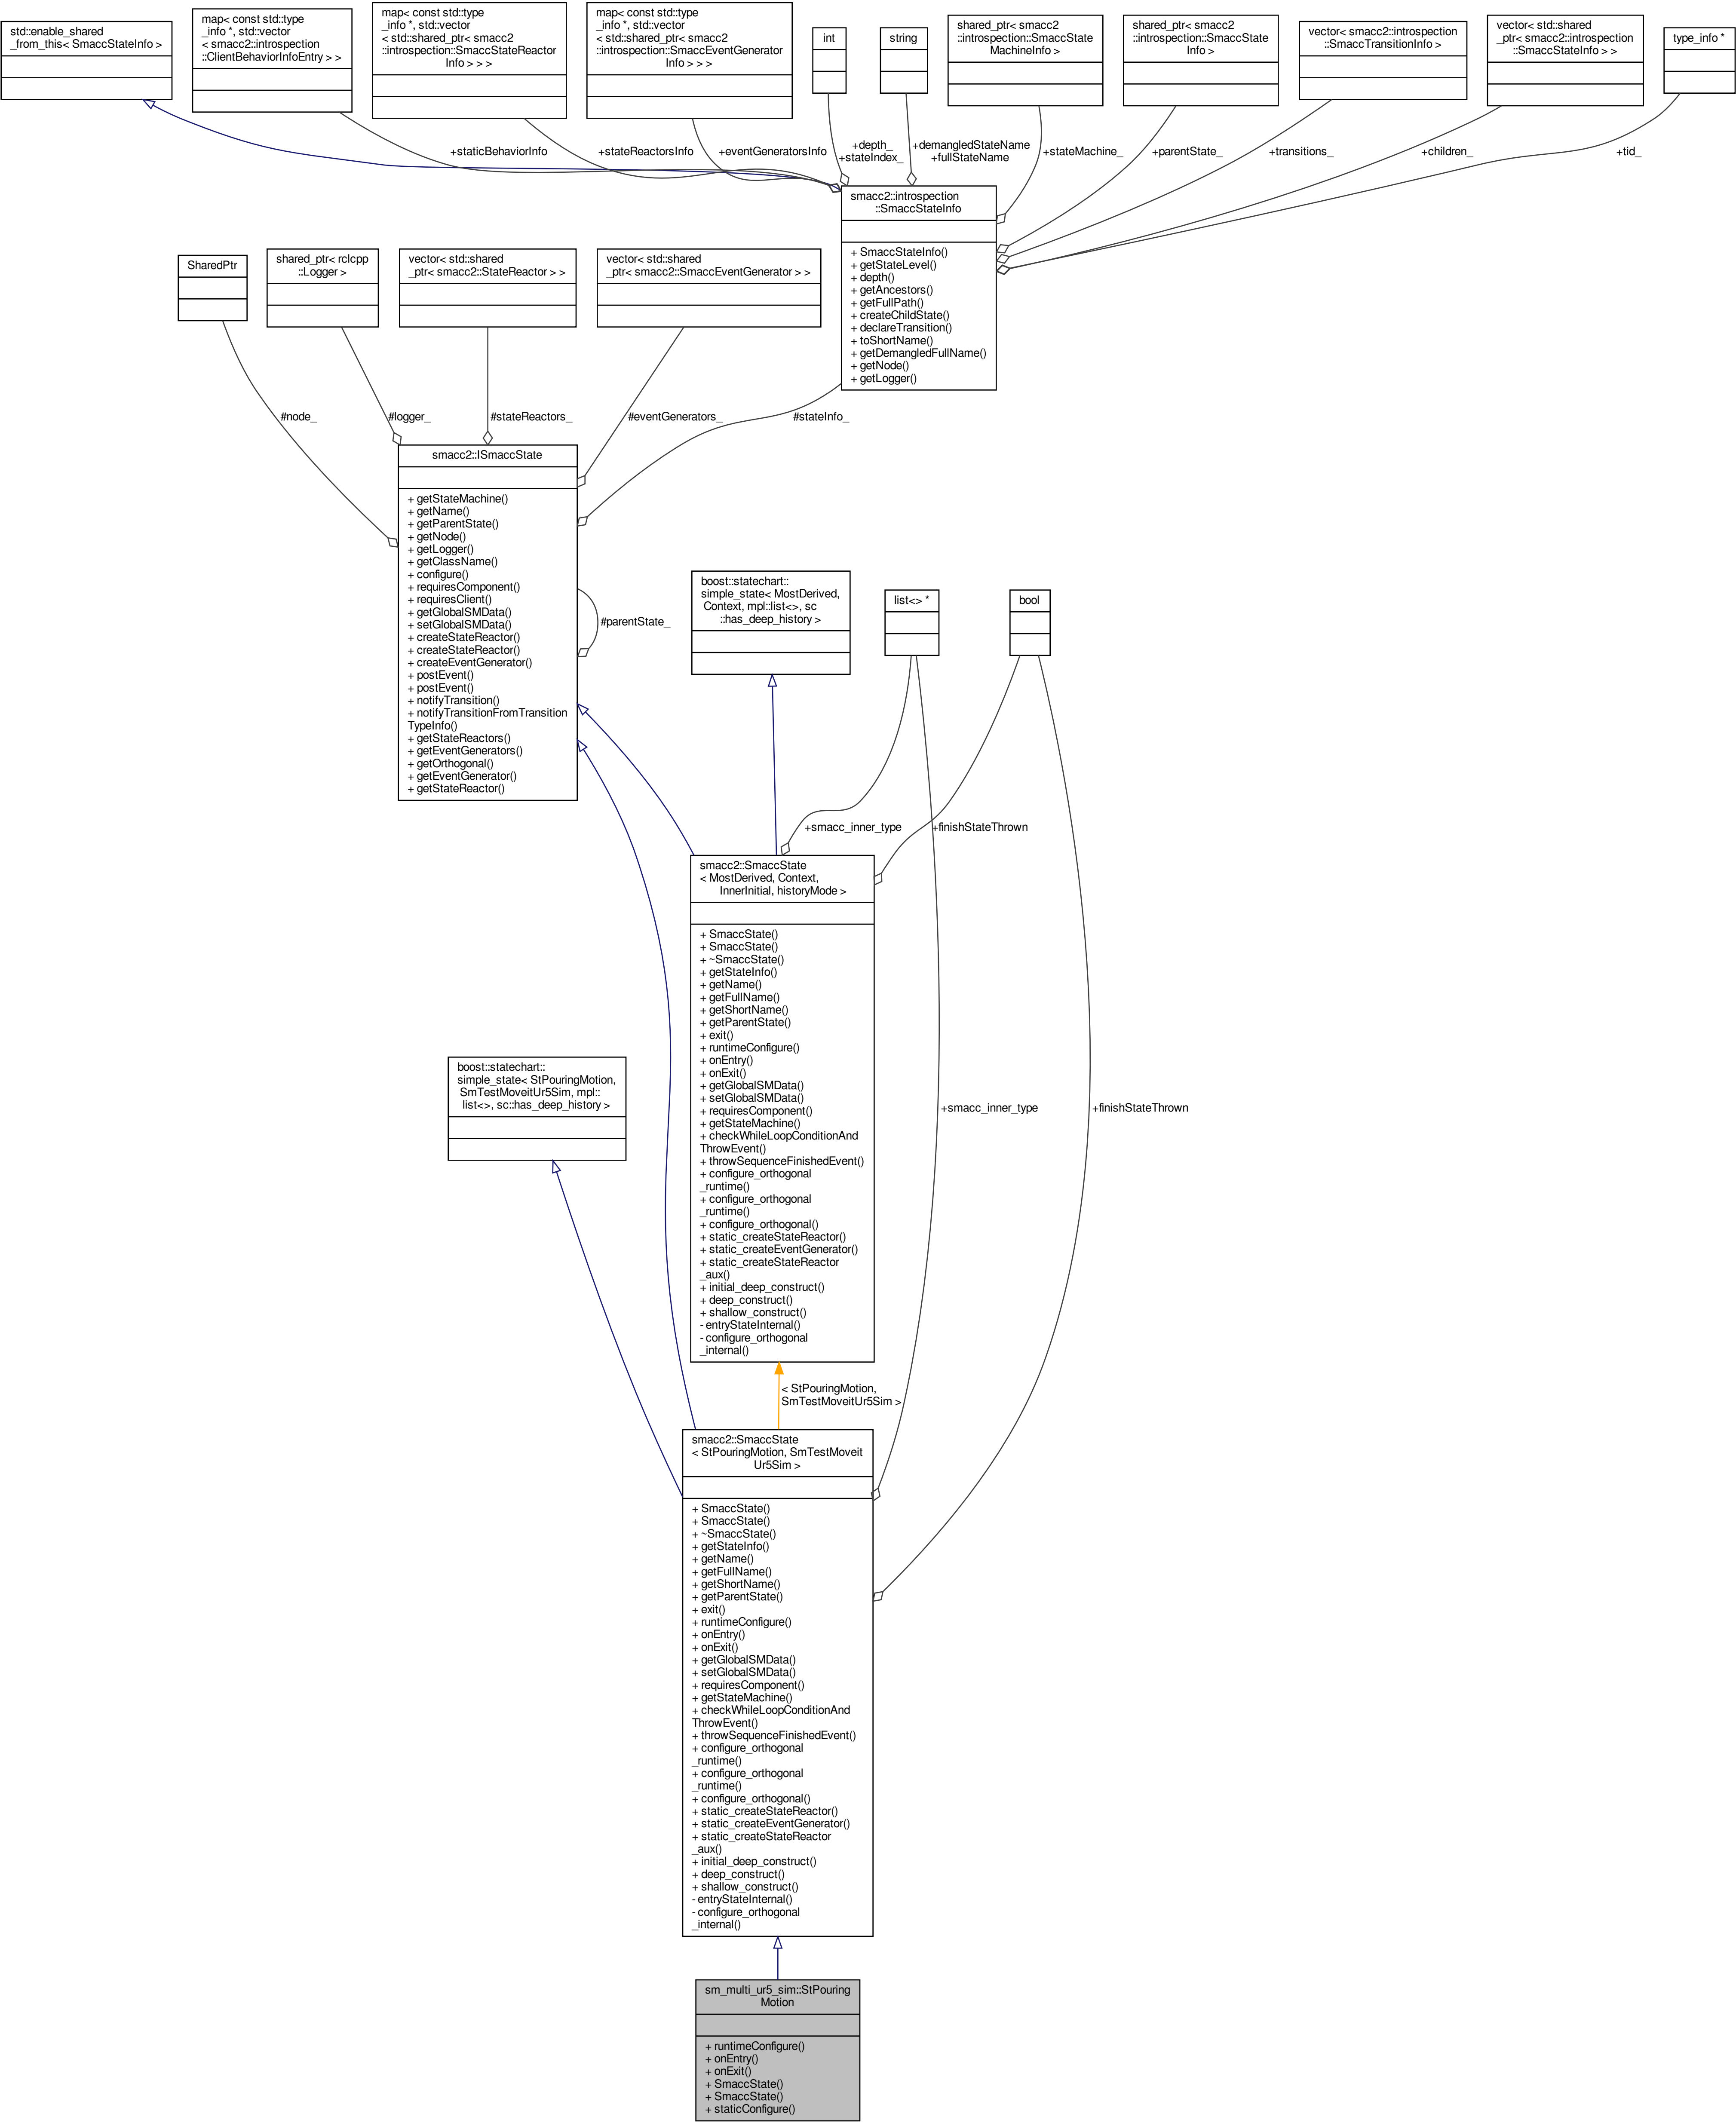 std::enable_shared
_from_this< SmaccStateInfo >
map< const std::type
_info *, std::vector
< smacc2::introspection
::ClientBehaviorInfoEntry > >
map< const std::type
_info *, std::vector
< std::shared_ptr< smacc2
::introspection::SmaccStateReactor
Info > > >
map< const std::type
_info *, std::vector
< std::shared_ptr< smacc2
::introspection::SmaccEventGenerator
Info > > >
int
string
shared_ptr< smacc2
::introspection::SmaccState
MachineInfo >
shared_ptr< smacc2
::introspection::SmaccState
Info >
vector< smacc2::introspection
::SmaccTransitionInfo >
vector< std::shared
_ptr< smacc2::introspection
::SmaccStateInfo > >
type_info *
+staticBehaviorInfo
+stateReactorsInfo
+eventGeneratorsInfo
+depth_
+stateIndex_
+demangledStateName
+fullStateName
+stateMachine_
+parentState_
+transitions_
+children_
+tid_
smacc2::introspection
::SmaccStateInfo
+ SmaccStateInfo()
+ getStateLevel()
+ depth()
+ getAncestors()
+ getFullPath()
+ createChildState()
+ declareTransition()
+ toShortName()
+ getDemangledFullName()
+ getNode()
+ getLogger()
SharedPtr
shared_ptr< rclcpp
::Logger >
vector< std::shared
_ptr< smacc2::StateReactor > >
vector< std::shared
_ptr< smacc2::SmaccEventGenerator > >
#node_
#logger_
#stateReactors_
#eventGenerators_
#stateInfo_
smacc2::ISmaccState
+ getStateMachine()
+ getName()
+ getParentState()
+ getNode()
+ getLogger()
+ getClassName()
+ configure()
+ requiresComponent()
+ requiresClient()
+ getGlobalSMData()
+ setGlobalSMData()
+ createStateReactor()
+ createStateReactor()
+ createEventGenerator()
+ postEvent()
+ postEvent()
+ notifyTransition()
+ notifyTransitionFromTransition
TypeInfo()
+ getStateReactors()
+ getEventGenerators()
+ getOrthogonal()
+ getEventGenerator()
+ getStateReactor()
#parentState_
boost::statechart::
simple_state< MostDerived,
Context, mpl::list<>, sc
::has_deep_history >
list<> *
bool
+smacc_inner_type
+finishStateThrown
smacc2::SmaccState
< MostDerived, Context,
InnerInitial, historyMode >
+ SmaccState()
+ SmaccState()
+ ~SmaccState()
+ getStateInfo()
+ getName()
+ getFullName()
+ getShortName()
+ getParentState()
+ exit()
+ runtimeConfigure()
+ onEntry()
+ onExit()
+ getGlobalSMData()
+ setGlobalSMData()
+ requiresComponent()
+ getStateMachine()
+ checkWhileLoopConditionAnd
ThrowEvent()
+ throwSequenceFinishedEvent()
+ configure_orthogonal
_runtime()
+ configure_orthogonal
_runtime()
+ configure_orthogonal()
+ static_createStateReactor()
+ static_createEventGenerator()
+ static_createStateReactor
_aux()
+ initial_deep_construct()
+ deep_construct()
+ shallow_construct()
- entryStateInternal()
- configure_orthogonal
_internal()
boost::statechart::
simple_state< StPouringMotion,
SmTestMoveitUr5Sim, mpl::
list<>, sc::has_deep_history >
+smacc_inner_type
+finishStateThrown
< StPouringMotion,
SmTestMoveitUr5Sim >
smacc2::SmaccState
< StPouringMotion, SmTestMoveit
Ur5Sim >
+ SmaccState()
+ SmaccState()
+ ~SmaccState()
+ getStateInfo()
+ getName()
+ getFullName()
+ getShortName()
+ getParentState()
+ exit()
+ runtimeConfigure()
+ onEntry()
+ onExit()
+ getGlobalSMData()
+ setGlobalSMData()
+ requiresComponent()
+ getStateMachine()
+ checkWhileLoopConditionAnd
ThrowEvent()
+ throwSequenceFinishedEvent()
+ configure_orthogonal
_runtime()
+ configure_orthogonal
_runtime()
+ configure_orthogonal()
+ static_createStateReactor()
+ static_createEventGenerator()
+ static_createStateReactor
_aux()
+ initial_deep_construct()
+ deep_construct()
+ shallow_construct()
- entryStateInternal()
- configure_orthogonal
_internal()
sm_multi_ur5_sim::StPouring
Motion
+ runtimeConfigure()
+ onEntry()
+ onExit()
+ SmaccState()
+ SmaccState()
+ staticConfigure()